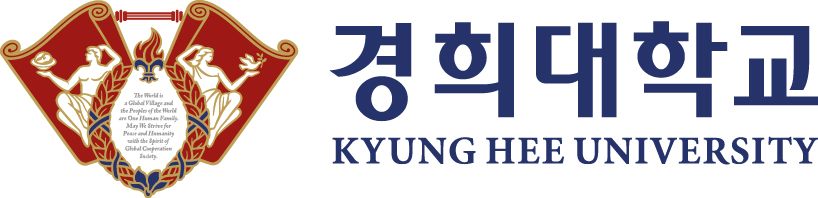 The World is
a Global Village and
the Peoples of the World
are One Human Family.
May We Strive for
Peace and Humanity
with the Spirit of
Global Cooperation
Society.
경희대학교
KYUNG HEE UNIVERSITY